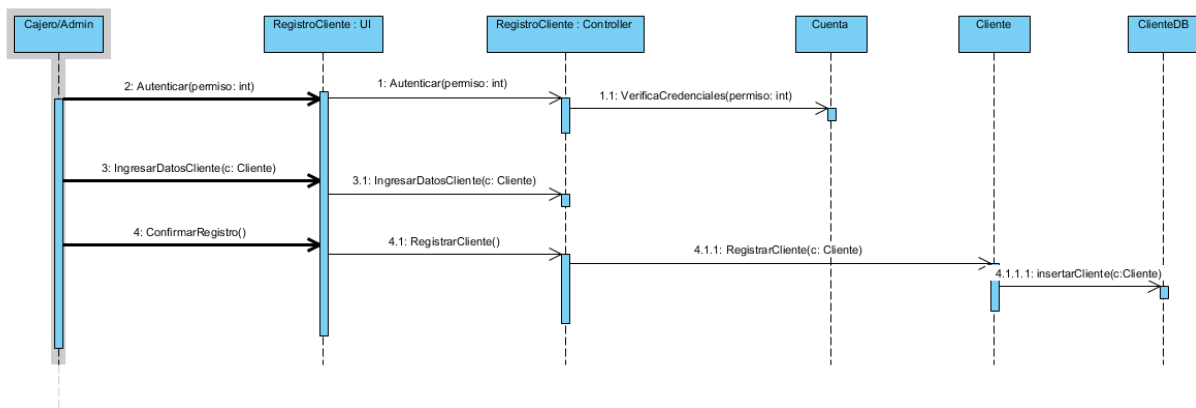 Cajero/Admin
RegistroCliente : UI
RegistroCliente : Controller
Cuenta
Cliente
ClienteDB
2: Autenticar(permiso: int)
1: Autenticar(permiso: int)
1.1: VerificaCredenciales(permiso: int)
3: IngresarDatosCliente(c: Cliente)
3.1: IngresarDatosCliente(c: Cliente)
4: ConfirmarRegistro()
4.1: RegistrarCliente()
4.1.1: RegistrarCliente(c: Cliente)
4.1.1.1: insertarCliente(c:Cliente)